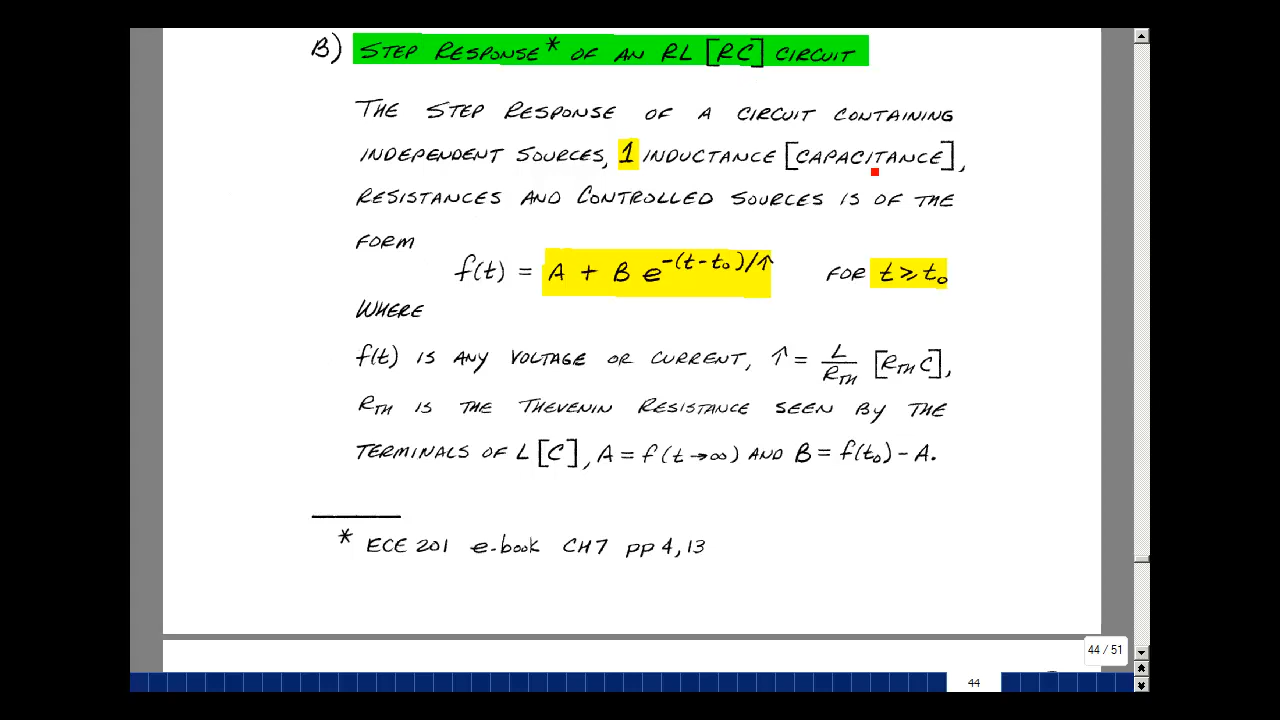 B) STEP RESPONSE* OF AN RL [RC] CIRCUIT
THE STEP RESPONSE OF A CIRCUIT CONTAINING
INDEPENDENT SOURCES, 1 INDUCTANCE [CAPACITANCE],
RESISTANCES AND CONTROLLED SOURCES IS OF THE
FORM
f(t) = A + B e^-(t-t₀)/↑ FOR t ≥ t₀
WHERE
f(t) IS ANY VOLTAGE OR CURRENT, ↑ = L/R_TH [R_TH C],
R_TH IS THE THEVENIN RESISTANCE SEEN BY THE
TERMINALS OF L [C], A = f(t→∞) AND B = f(t₀) - A.
* ECE 201 e-book CH7 pp 4, 13
44 / 51
44